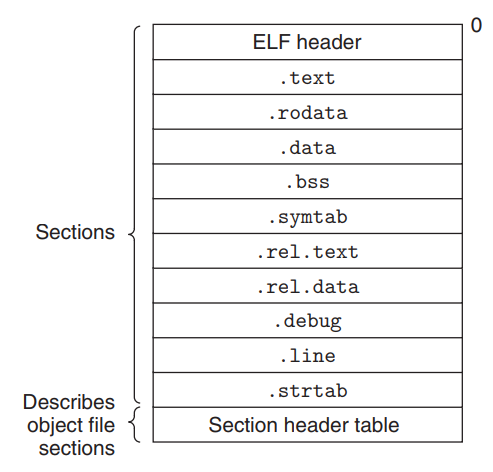 0
ELF header
.text
.rodata
.data
.bss
.symtab
.rel.text
.rel.data
.debug
.line
.strtab
Section header table
Sections
Describes
object file
sections